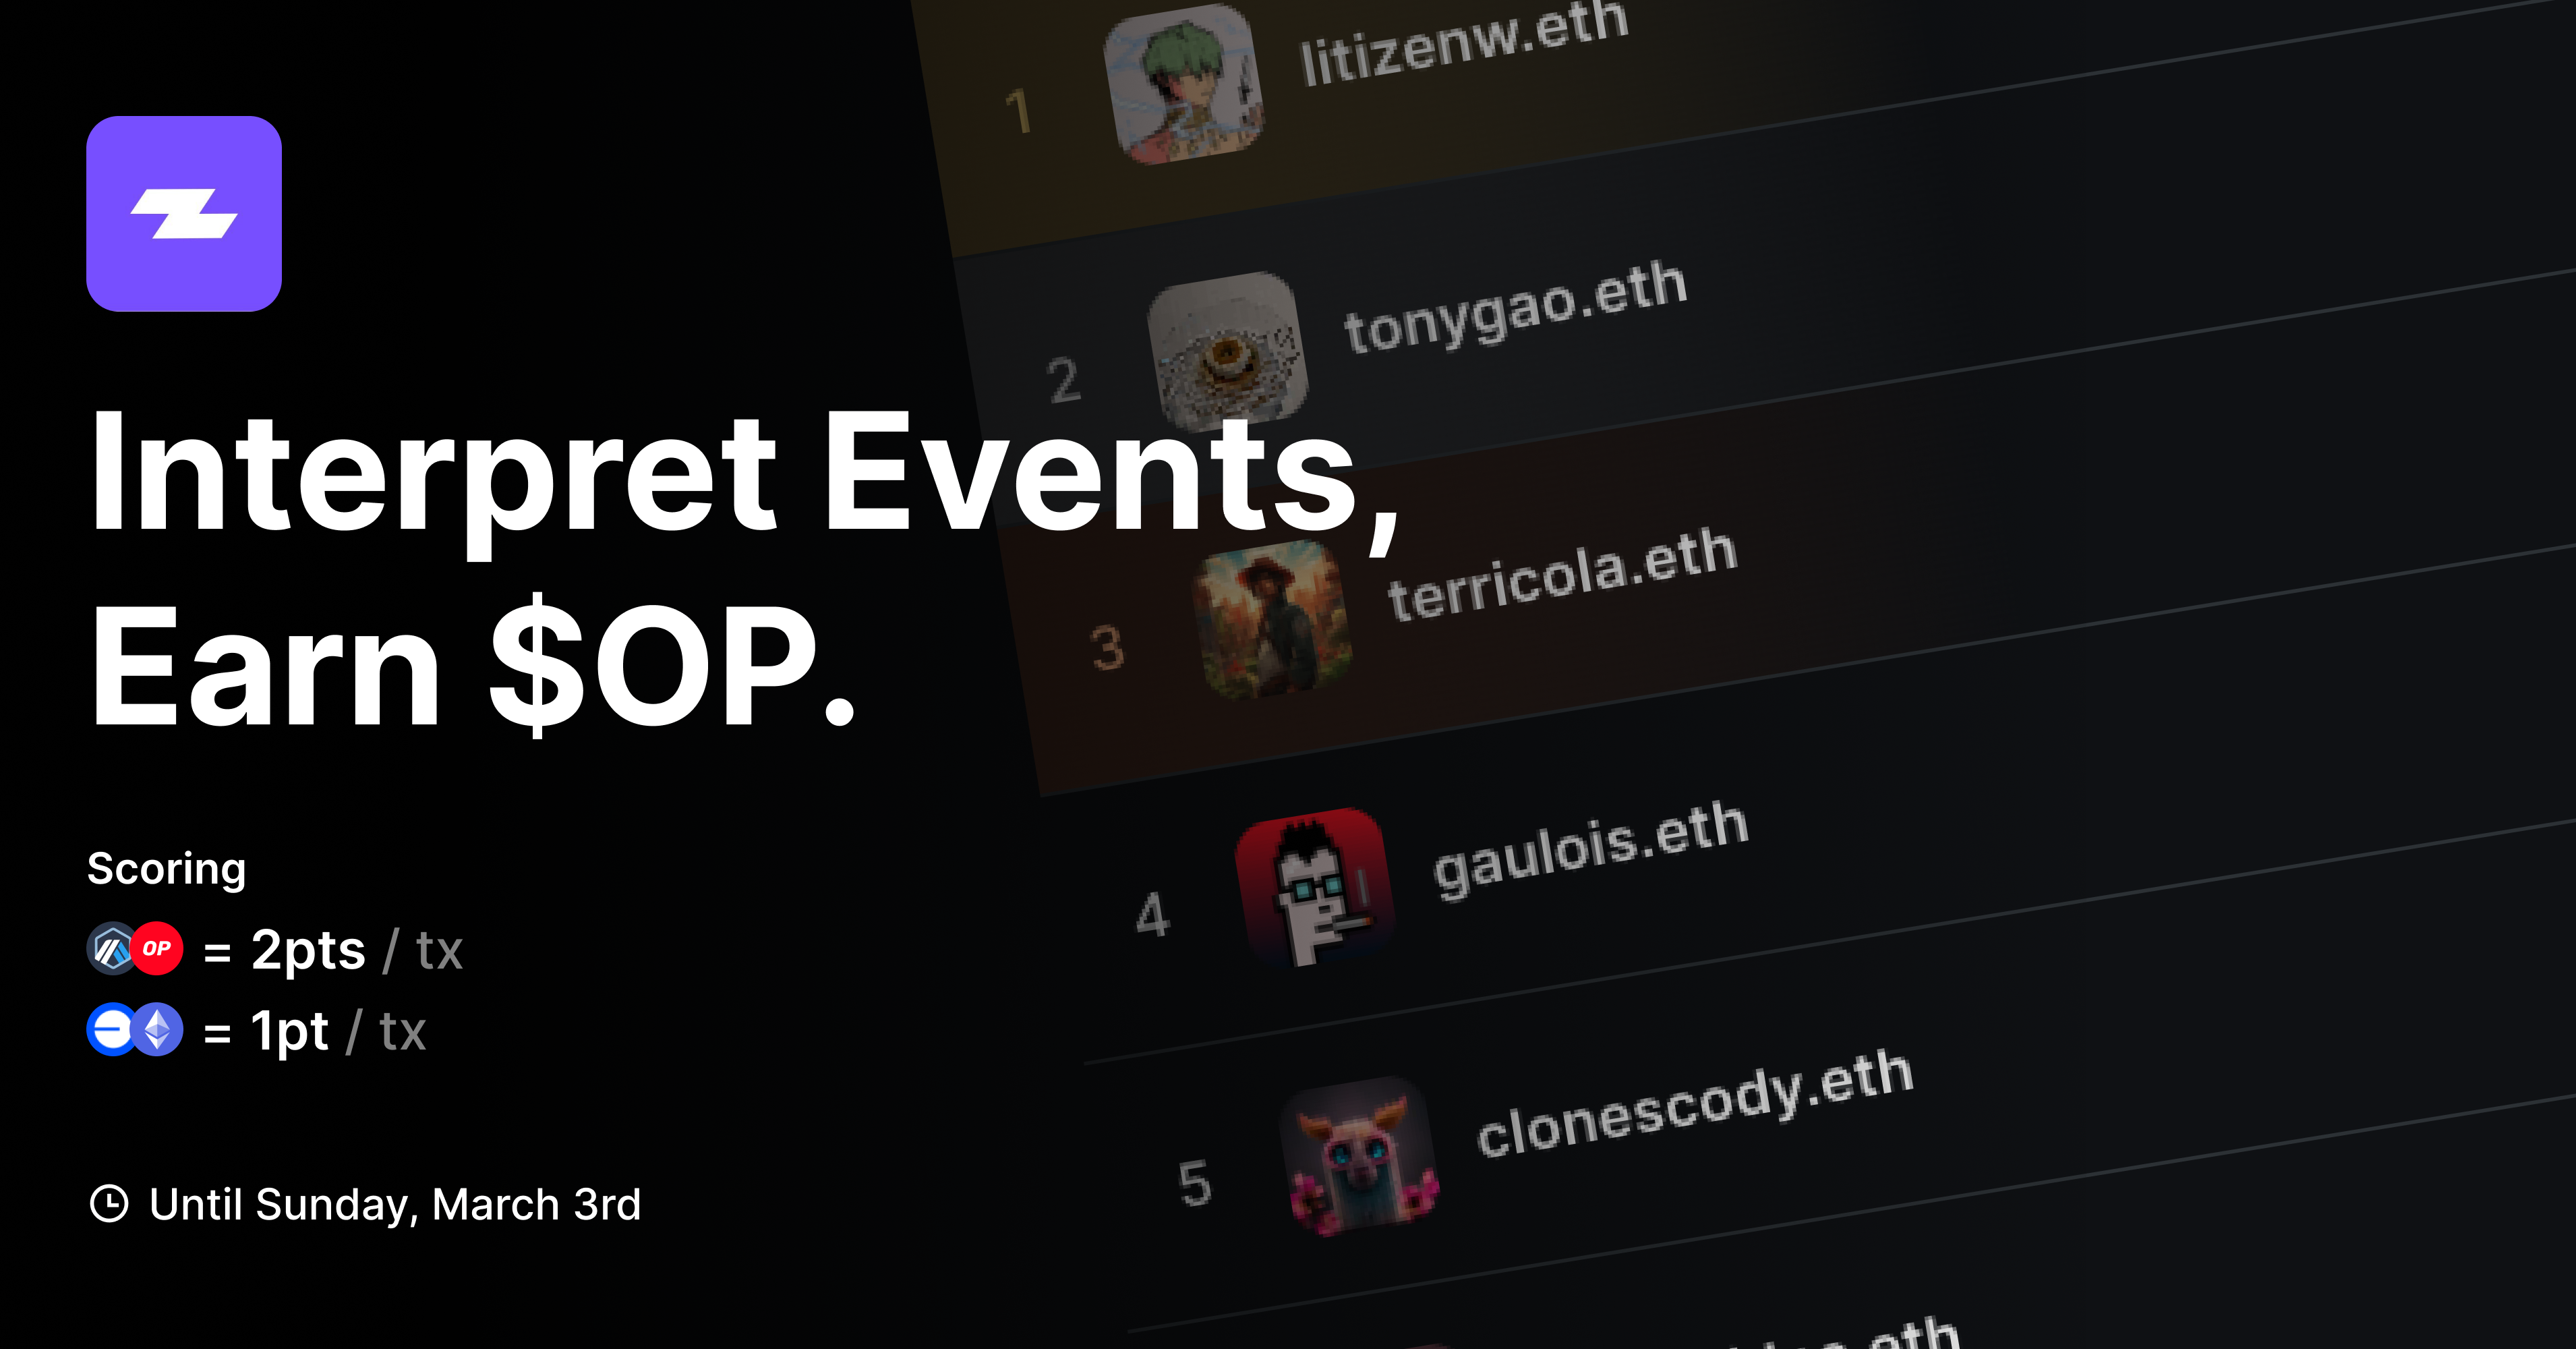 Interpret Events,
Earn $OP.
Scoring
OP = 2pts / tx
= 1pt / tx
Until Sunday, March 3rd
1 litizenw.eth
2 tonygao.eth
3 terricola.eth
4 gaulois.eth
5 clonescody.eth